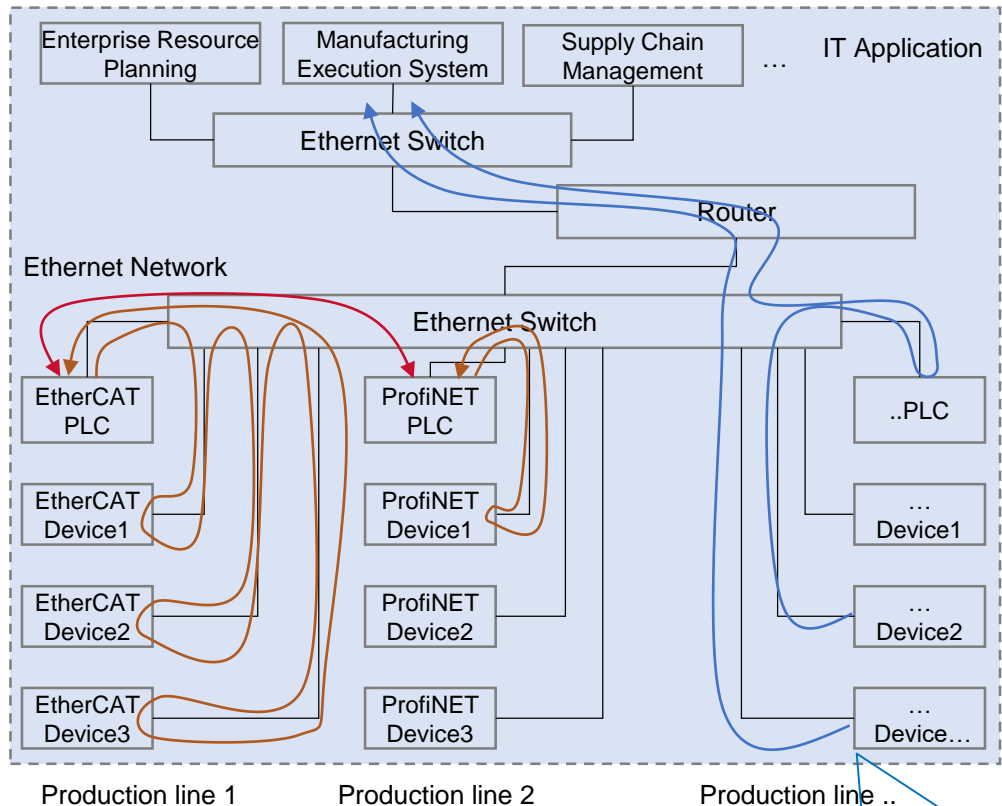 Enterprise Resource
Planning
Manufacturing
Execution System
Supply Chain
Management
…
IT Application
Ethernet Switch
Router
Ethernet Network
Ethernet Switch
EtherCAT
PLC
ProfiNET
PLC
..PLC
EtherCAT
Device1
ProfiNET
Device1
…
Device1
EtherCAT
Device2
ProfiNET
Device2
…
Device2
EtherCAT
Device3
ProfiNET
Device3
…
Device…
Production line 1
Production line 2
Production line ..